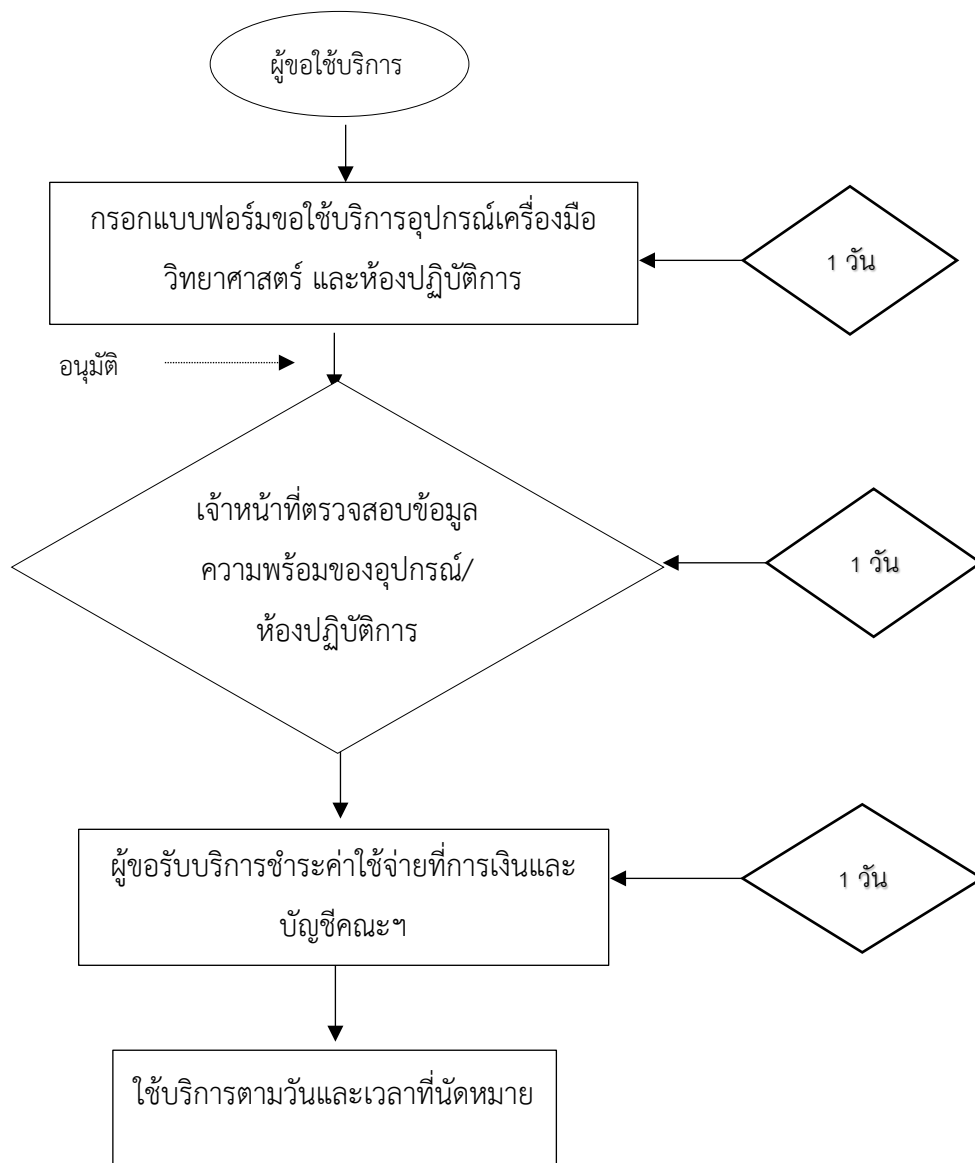 ผู้ขอใช้บริการ
กรอกแบบฟอร์มขอใช้บริการอุปกรณ์เครื่องมือ
วิทยาศาสตร์ และห้องปฏิบัติการ
1 วัน
อนุมัติ
เจ้าหน้าที่ตรวจสอบข้อมูล
ความพร้อมของอุปกรณ์/
ห้องปฏิบัติการ
1 วัน
ผู้ขอรับบริการชำระค่าใช้จ่ายที่การเงินและ
บัญชีคณะฯ
1 วัน
ใช้บริการตามวันและเวลาที่นัดหมาย